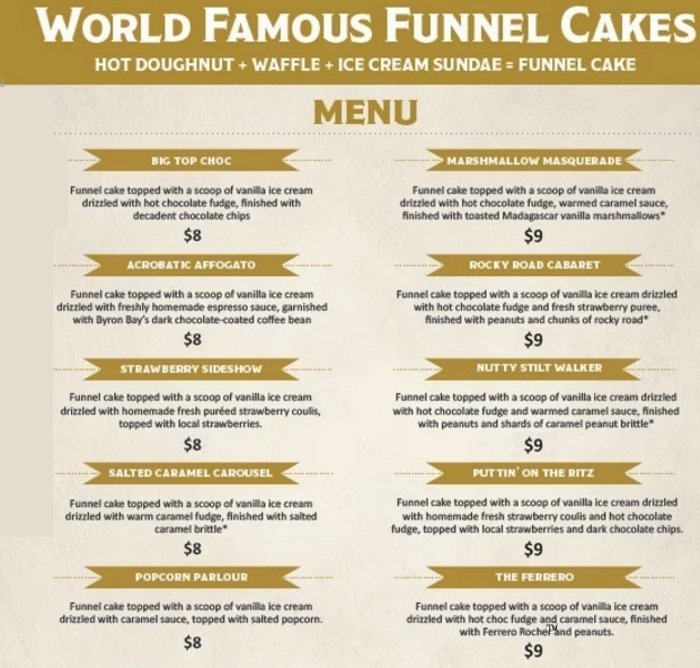 WORLD FAMOUS FUNNEL CAKES
HOT DOUGHNUT + WAFFLE + ICE CREAM SUNDAE = FUNNEL CAKE
MENU
BIG TOP CHOC
Funnel cake topped with a scoop of vanilla ice cream
drizzled with hot chocolate fudge, finished with
decadent chocolate chips
$8
ACROBATIC AFFOGATO
Funnel cake topped with a scoop of vanilla ice cream
drizzled with freshly homemade espresso sauce, garnished
with Byron Bay's dark chocolate-coated coffee bean
$8
STRAWBERRY SIDESHOW
Funnel cake topped with a scoop of vanilla ice cream
drizzled with homemade fresh puréed strawberry coulis,
topped with local strawberries.
$8
SALTED CARAMEL CAROUSEL
Funnel cake topped with a scoop of vanilla ice cream
drizzled with warm caramel fudge, finished with salted
caramel brittle*
$8
POPCORN PARLOUR
Funnel cake topped with a scoop of vanilla ice cream
drizzled with caramel sauce, topped with salted popcorn.
$8
MARSHMALLOW MASQUERADE
Funnel cake topped with a scoop of vanilla ice cream
drizzled with hot chocolate fudge, warmed caramel sauce,
finished with toasted Madagascar vanilla marshmallows*
$9
ROCKY ROAD CABARET
Funnel cake topped with a scoop of vanilla ice cream drizzled
with hot chocolate fudge and fresh strawberry puree,
finished with peanuts and chunks of rocky road*
$9
NUTTY STILT WALKER
Funnel cake topped with a scoop of vanilla ice cream drizzled
with hot chocolate fudge and warmed caramel sauce, finished
with peanuts and shards of caramel peanut brittle*
$9
PUTTIN' ON THE RITZ
Funnel cake topped with a scoop of vanilla ice cream drizzled
with homemade fresh strawberry coulis and hot chocolate
fudge, topped with local strawberries and dark chocolate chips.
$9
THE FERRERO
Funnel cake topped with a scoop of vanilla ice cream
drizzled with hot choc fudge and caramel sauce, finished
with Ferrero Rocher™ and peanuts.
$9